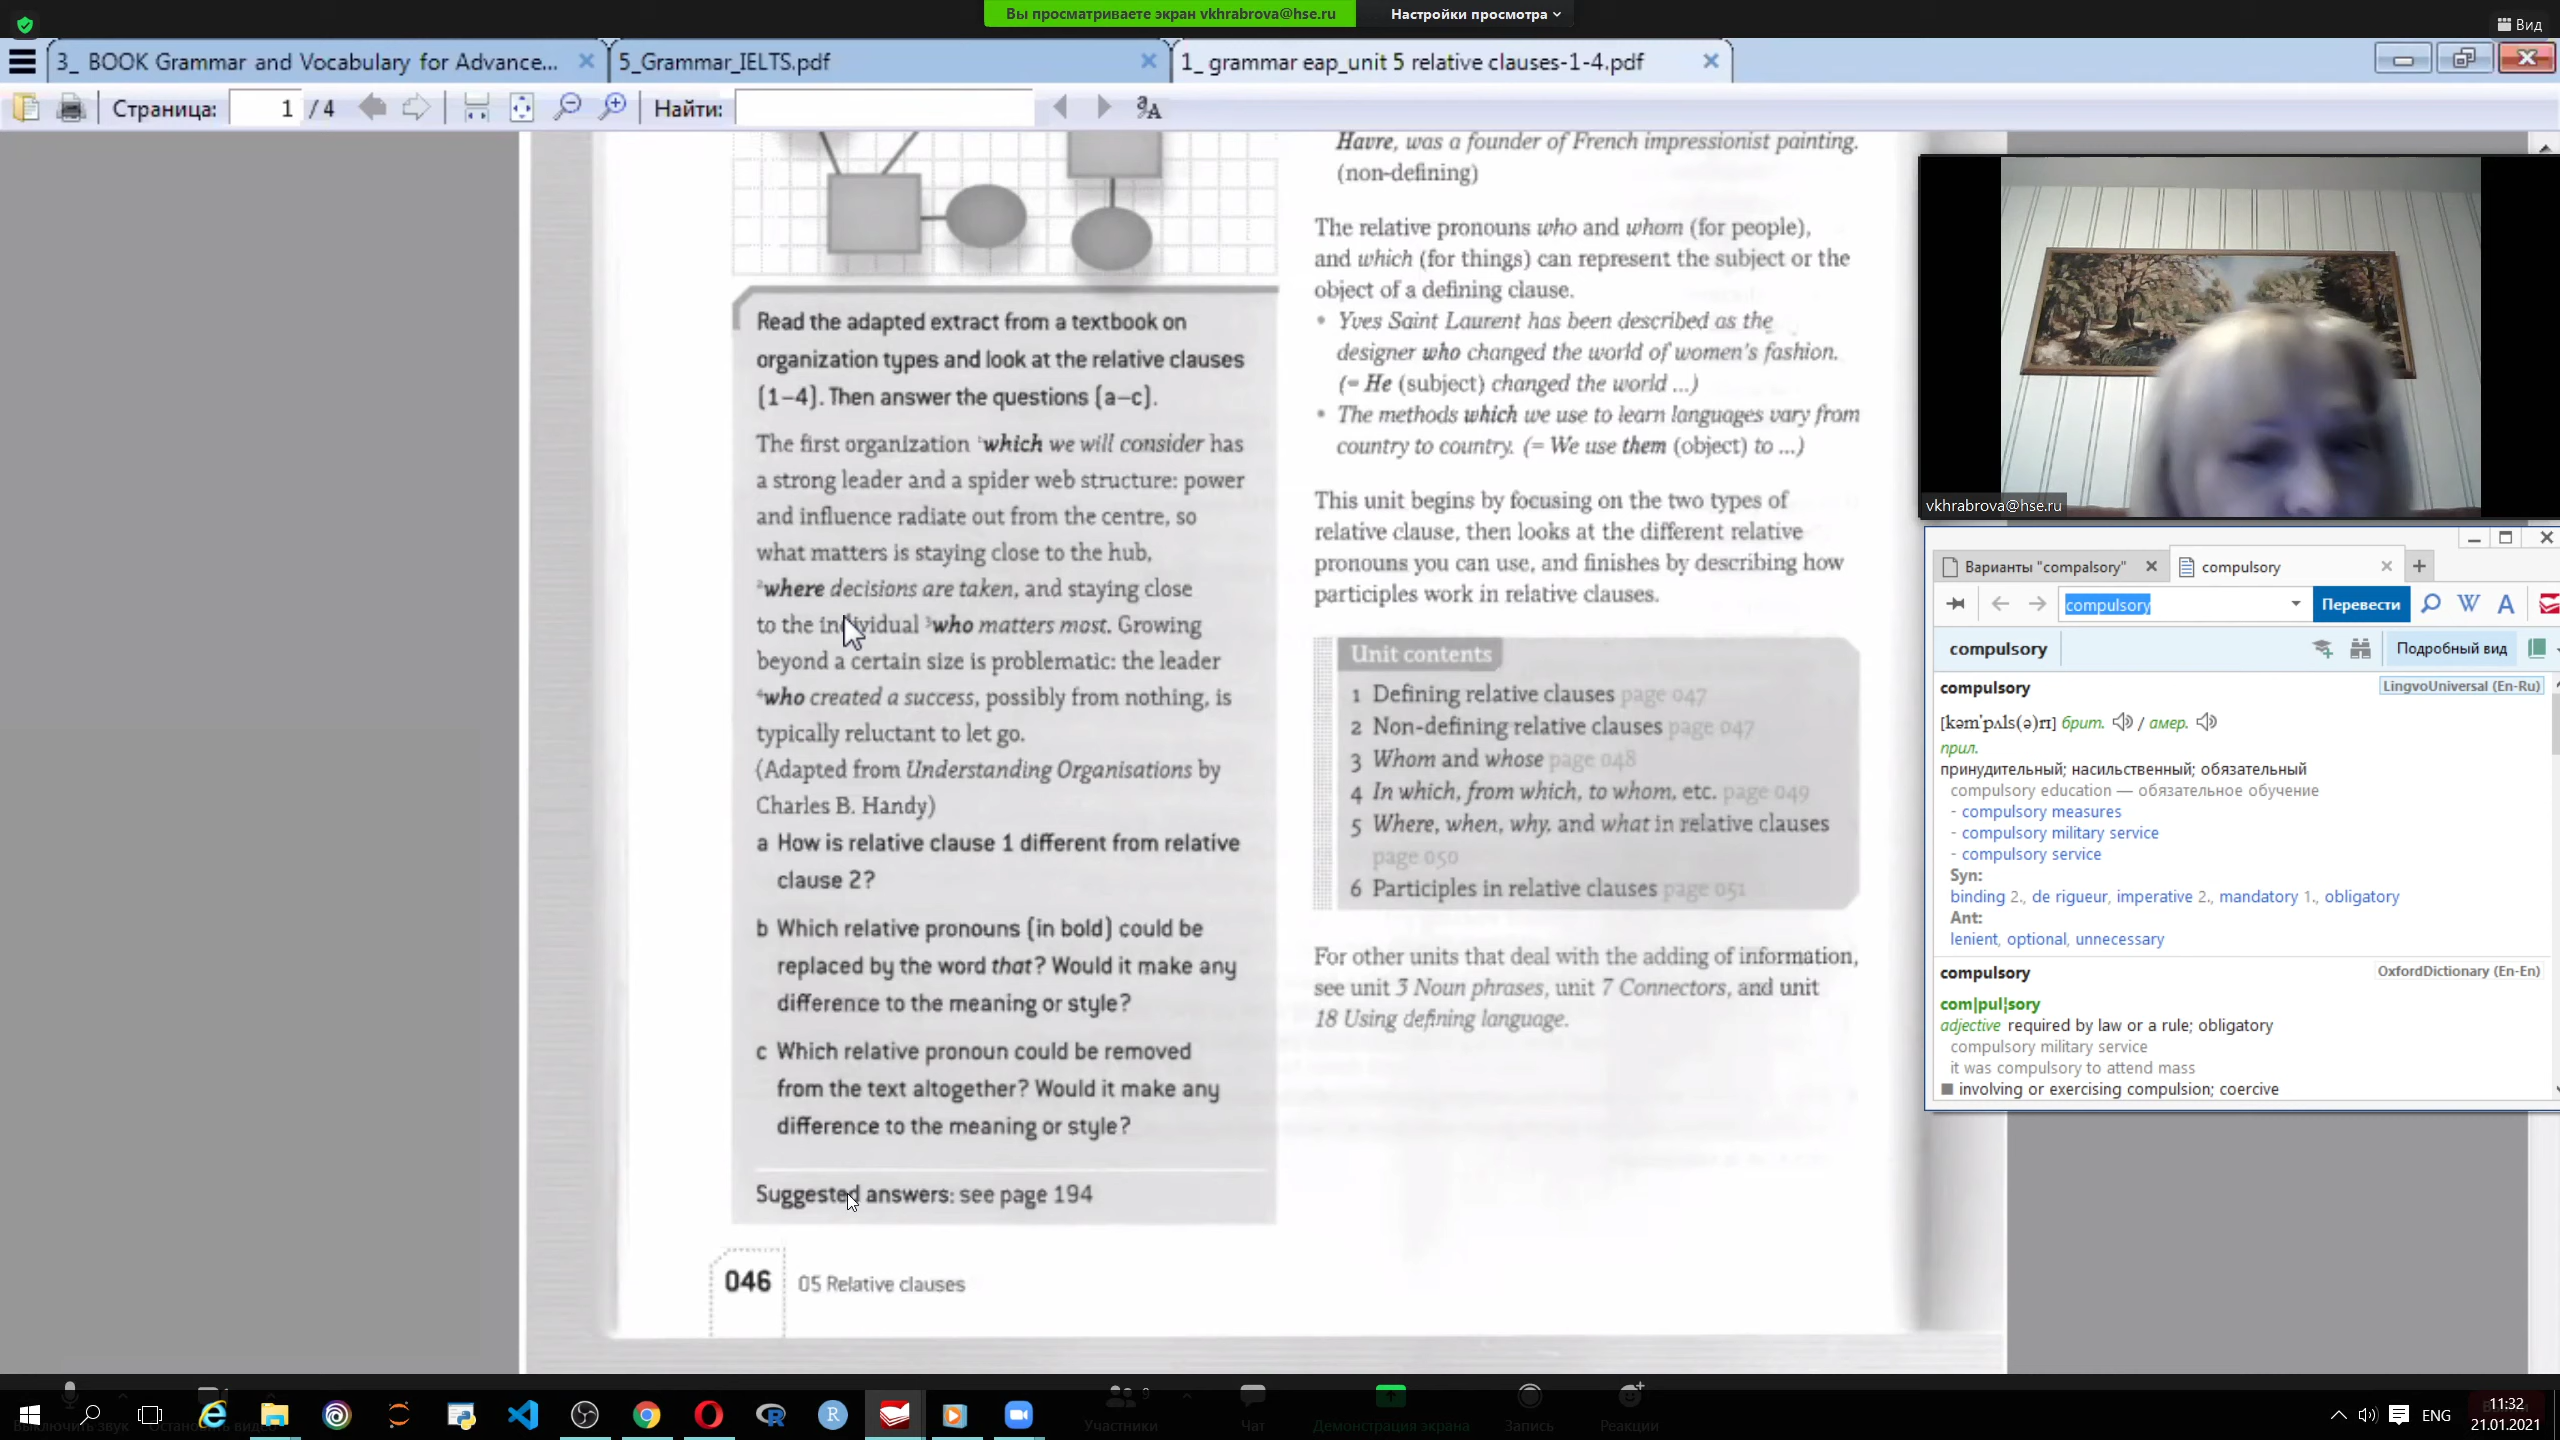 Вы просматриваете экран vkhrabrova@hse.ru
Настройки просмотра
Вид
3_ BOOK Grammar and Vocabulary for Advance...
5_Grammar_IELTS.pdf
1_ grammar eap_unit 5 relative clauses-1-4.pdf
Страница: 1 / 4
Найти:
Read the adapted extract from a textbook on
organization types and look at the relative clauses
(1–4). Then answer the questions (a–c).
The first organization ¹which we will consider has
a strong leader and a spider web structure: power
and influence radiate out from the centre, so
what matters is staying close to the hub,
²where decisions are taken, and staying close
to the individual ³who matters most. Growing
beyond a certain size is problematic: the leader
⁴who created a success, possibly from nothing, is
typically reluctant to let go.
(Adapted from Understanding Organisations by
Charles B. Handy)
a How is relative clause 1 different from relative
clause 2?
b Which relative pronouns (in bold) could be
replaced by the word that? Would it make any
difference to the meaning or style?
c Which relative pronoun could be removed
from the text altogether? Would it make any
difference to the meaning or style?
Suggested answers: see page 194
046 05 Relative clauses
Havre, was a founder of French impressionist painting.
(non-defining)
The relative pronouns who and whom (for people),
and which (for things) can represent the subject or the
object of a defining clause.
• Yves Saint Laurent has been described as the
designer who changed the world of women's fashion.
(= He (subject) changed the world ...)
• The methods which we use to learn languages vary from
country to country. (= We use them (object) to ...)
This unit begins by focusing on the two types of
relative clause, then looks at the different relative
pronouns you can use, and finishes by describing how
participles work in relative clauses.
Unit contents
1 Defining relative clauses page 047
2 Non-defining relative clauses page 047
3 Whom and whose page 048
4 In which, from which, to whom, etc. page 049
5 Where, when, why, and what in relative clauses
page 050
6 Participles in relative clauses page 051
For other units that deal with the adding of information,
see unit 3 Noun phrases, unit 7 Connectors, and unit
18 Using defining language.
vkhrabrova@hse.ru
Варианты "compalsory"
compulsory
compulsory
Перевести
compulsory
Подробный вид
compulsory
LingvoUniversal (En-Ru)
[kəm'pʌls(ə)rɪ] брит. / амер.
прил.
принудительный; насильственный; обязательный
compulsory education — обязательное обучение
- compulsory measures
- compulsory military service
- compulsory service
Syn:
binding 2., de rigueur, imperative 2., mandatory 1., obligatory
Ant:
lenient, optional, unnecessary
compulsory
OxfordDictionary (En-En)
com|pul¦sory
adjective required by law or a rule; obligatory
compulsory military service
it was compulsory to attend mass
■ involving or exercising compulsion; coercive
Участники
9
Чат
Демонстрация экрана
Запись
Реакции
ENG
11:32
21.01.2021